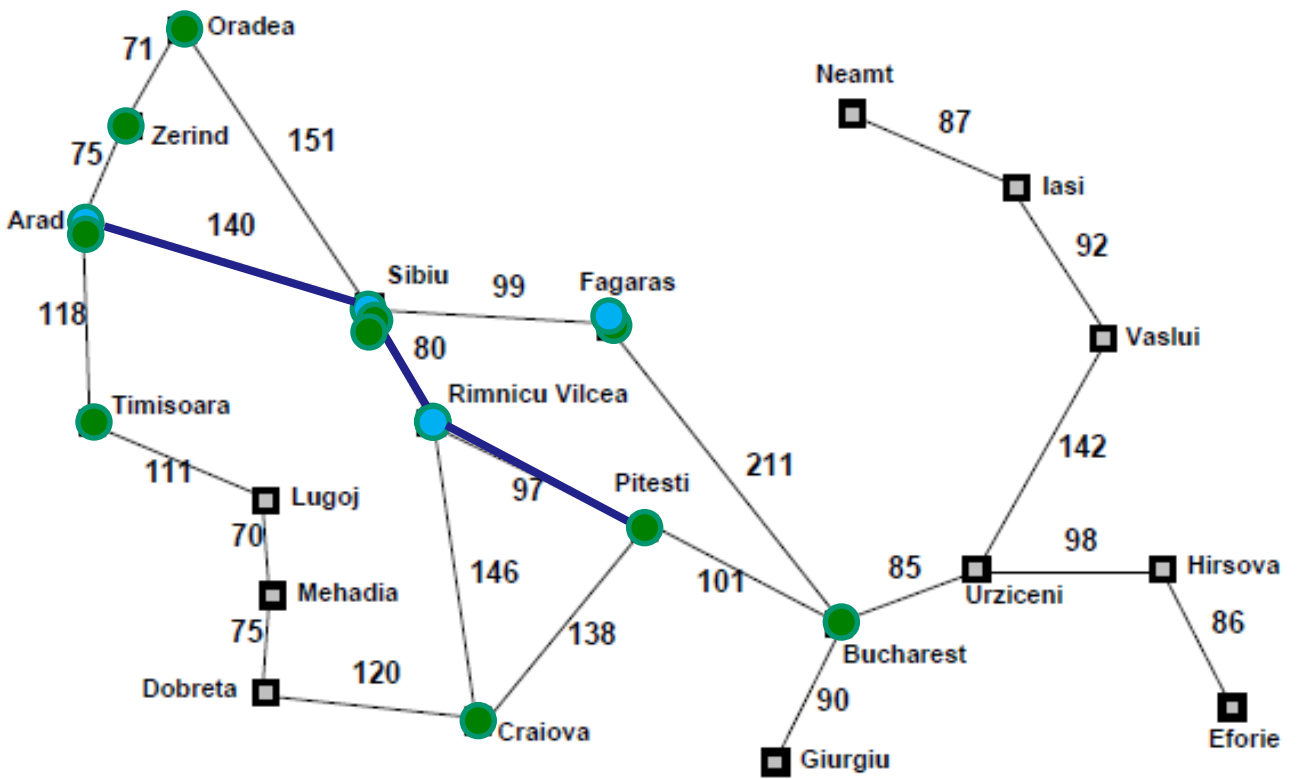 Oradea
71
Neamt
87
Zerind
151
75
Iasi
Arad
140
92
Sibiu
99
Fagaras
118
80
Vaslui
Rimnicu Vilcea
Timisoara
142
211
111
97
Pitesti
Lugoj
70
98
146
101
85
Hirsova
Mehadia
Urziceni
75
138
86
Bucharest
120
Dobreta
90
Craiova
Eforie
Giurgiu